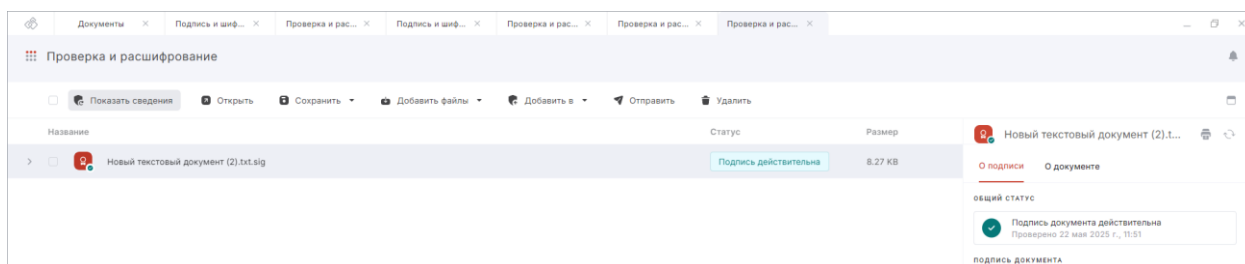 Документы Подпись и шиф... Проверка и рас... Подпись и шиф... Проверка и рас... Проверка и рас... Проверка и рас...
Проверка и расшифрование
Показать сведения Открыть Сохранить Добавить файлы Добавить в Отправить Удалить
Название Статус Размер
Новый текстовый документ (2).txt.sig Подпись действительна 8.27 KB
Новый текстовый документ (2).t...
О подписи О документе
ОБЩИЙ СТАТУС
Подпись документа действительна
Проверено 22 мая 2025 г., 11:51
ПОДПИСЬ ДОКУМЕНТА